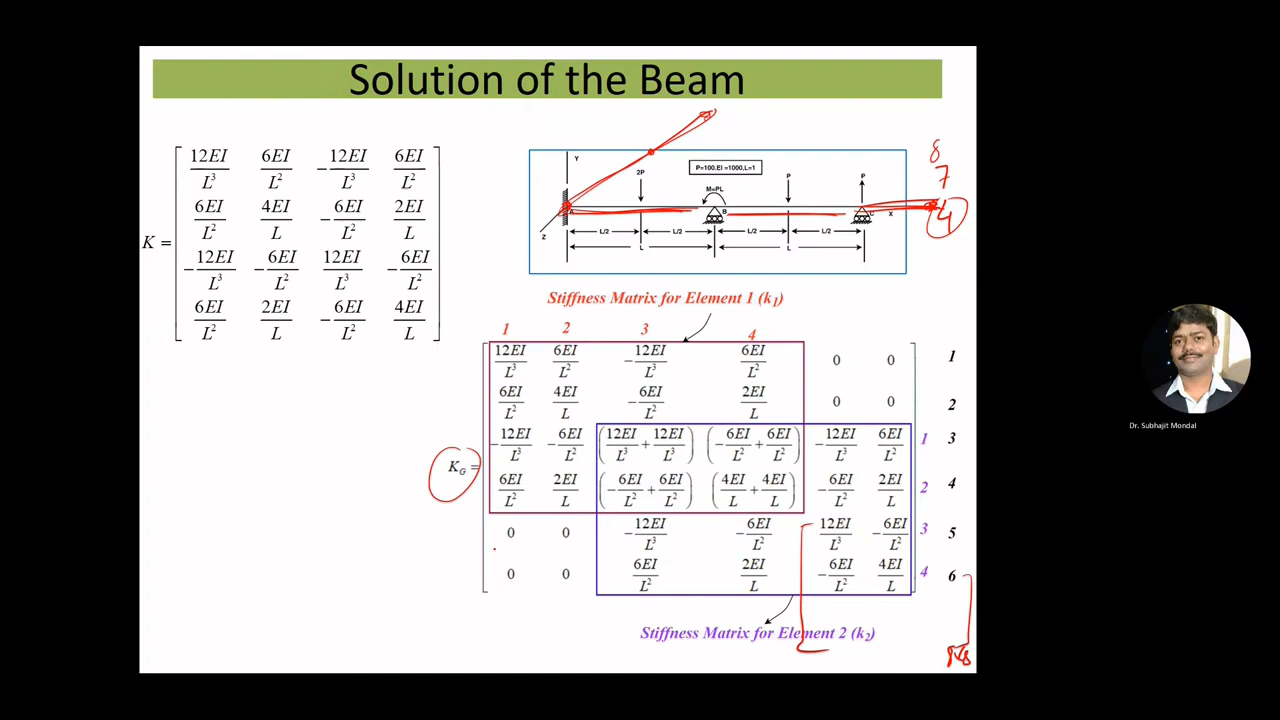 Solution of the Beam
K = [ 12EI/L³ 6EI/L² -12EI/L³ 6EI/L²
6EI/L² 4EI/L -6EI/L² 2EI/L
-12EI/L³ -6EI/L² 12EI/L³ -6EI/L²
6EI/L² 2EI/L -6EI/L² 4EI/L ]
Y
P=100.EI =1000,L=1
2P
M=PL
P
P
A
B
C
X
Z
L/2 L/2 L/2 L/2
L L
8
7
4
Stiffness Matrix for Element 1 (k₁)
1 2 3 4
12EI/L³ 6EI/L² -12EI/L³ 6EI/L² 0 0 1
6EI/L² 4EI/L -6EI/L² 2EI/L 0 0 2
-12EI/L³ -6EI/L² (12EI/L³ + 12EI/L³) (-6EI/L² + 6EI/L²) -12EI/L³ 6EI/L² 1 3
K_G =
6EI/L² 2EI/L (-6EI/L² + 6EI/L²) (4EI/L + 4EI/L) -6EI/L² 2EI/L 2 4
0 0 -12EI/L³ -6EI/L² 12EI/L³ -6EI/L² 3 5
0 0 6EI/L² 2EI/L -6EI/L² 4EI/L 4 6
Stiffness Matrix for Element 2 (k₂)
Dr. Subhajit Mondal